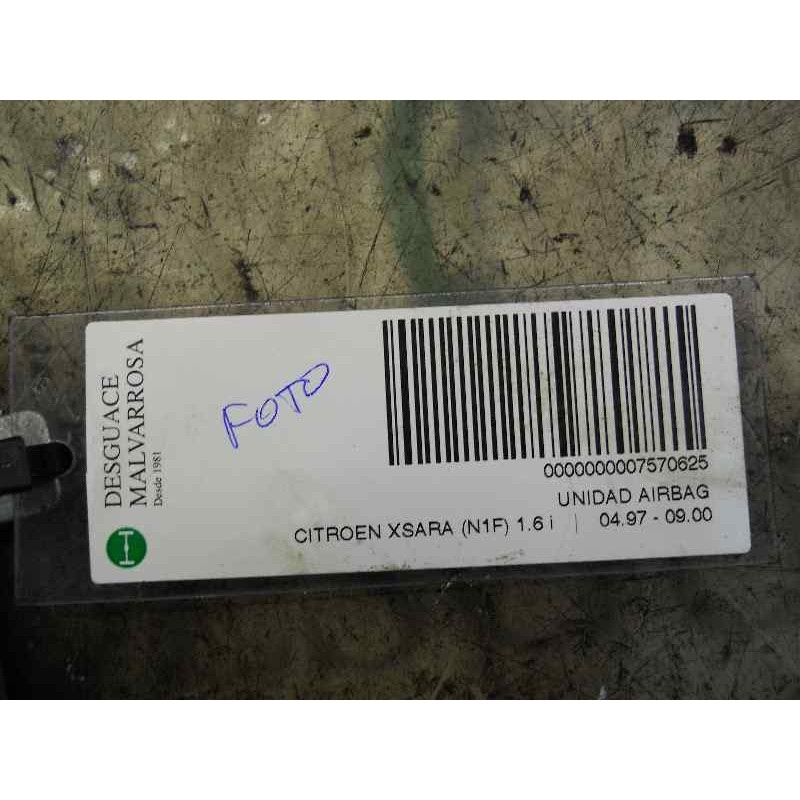 DESGUACE
MALVARROSA
Desde 1981
FOTO
0000000007570625
UNIDAD AIRBAG
CITROEN XSARA (N1F) 1.6 i | 04.97 - 09.00